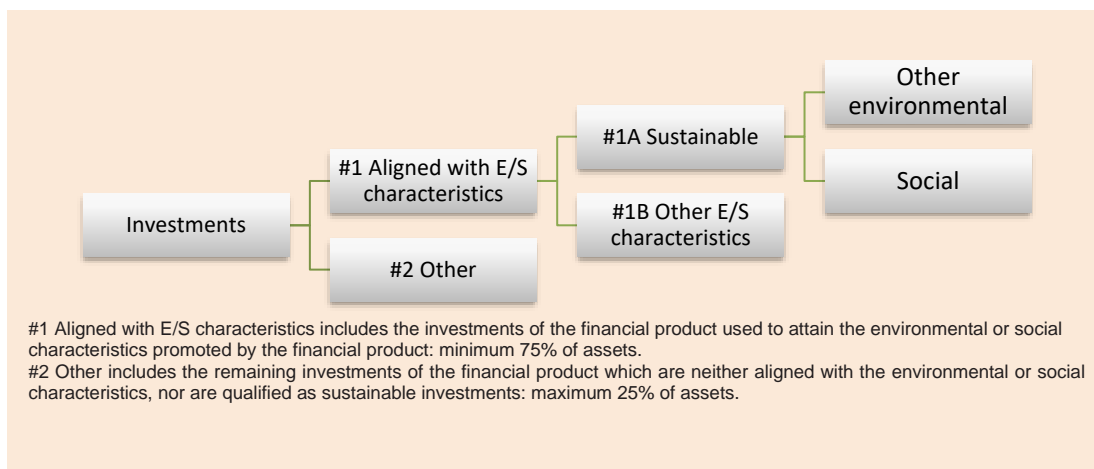 Other
environmental
#1A Sustainable
#1 Aligned with E/S
characteristics
Social
Investments
#1B Other E/S
characteristics
#2 Other
#1 Aligned with E/S characteristics includes the investments of the financial product used to attain the environmental or social
characteristics promoted by the financial product: minimum 75% of assets.
#2 Other includes the remaining investments of the financial product which are neither aligned with the environmental or social
characteristics, nor are qualified as sustainable investments: maximum 25% of assets.